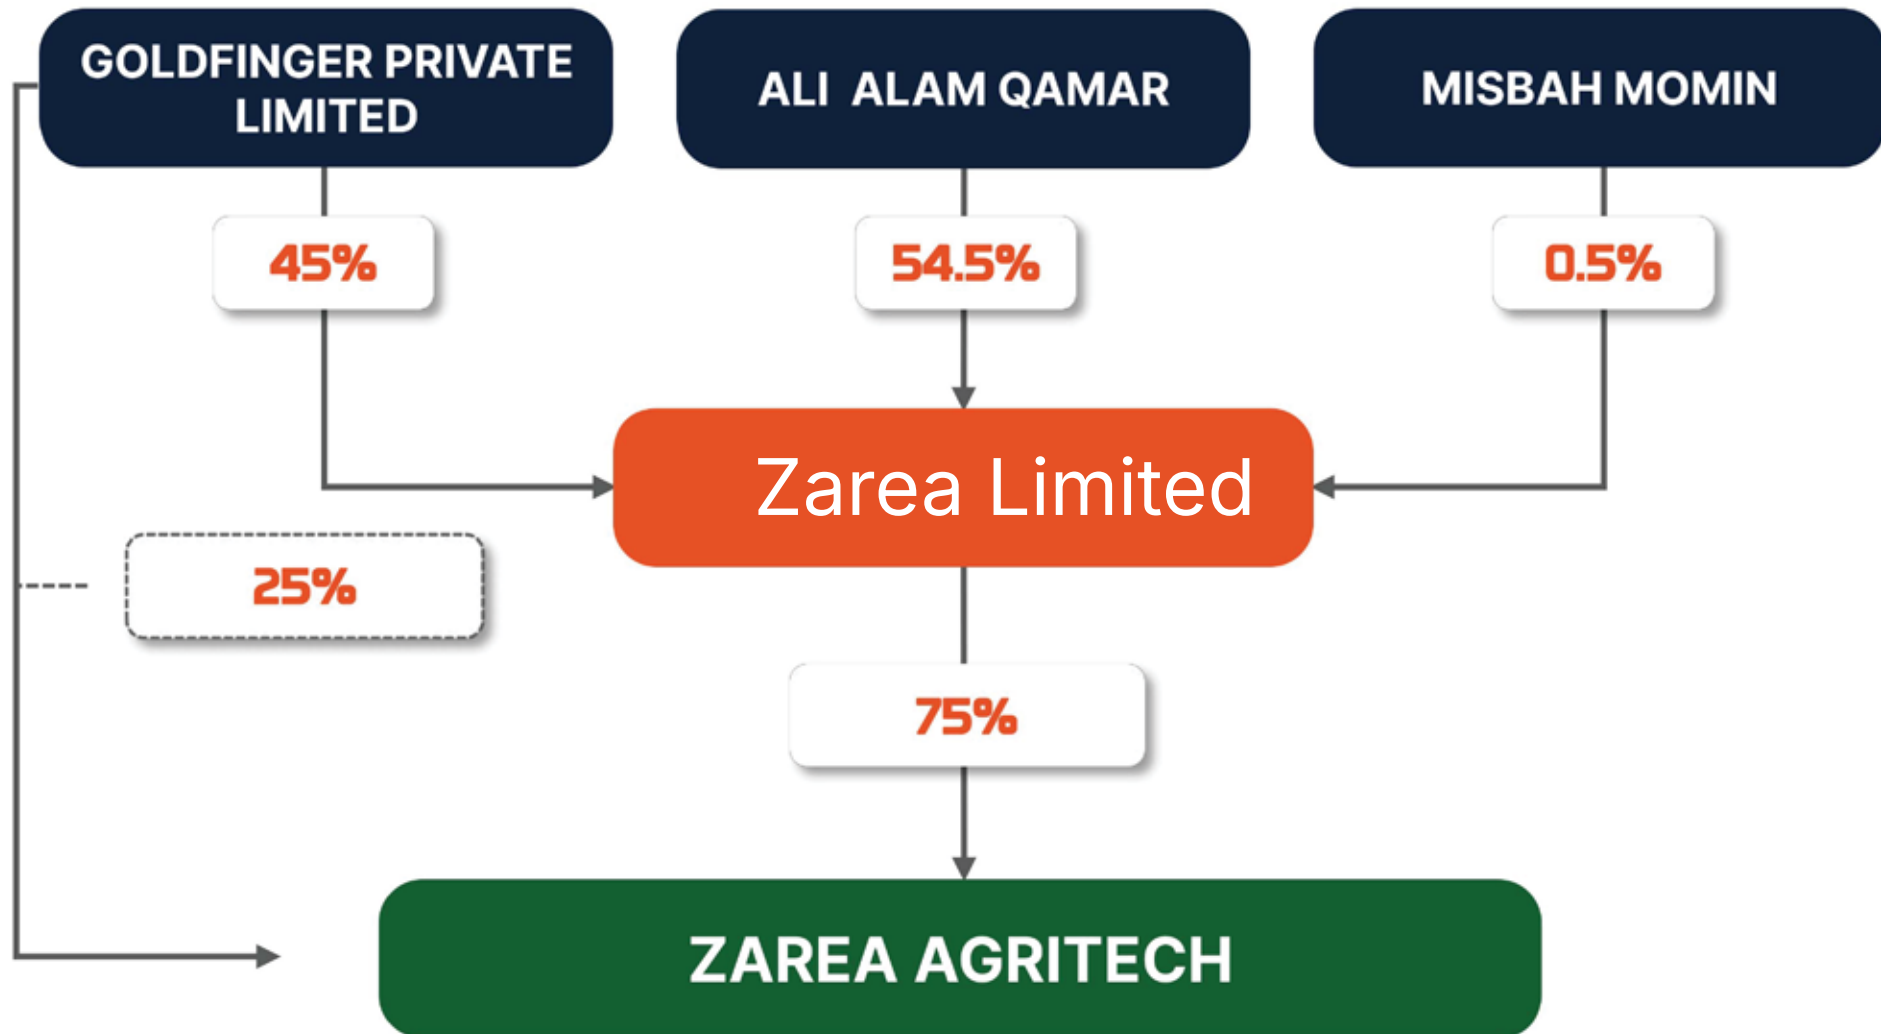 GOLDFINGER PRIVATE
LIMITED
ALI ALAM QAMAR
MISBAH MOMIN
45%
54.5%
0.5%
Zarea Limited
25%
75%
ZAREA AGRITECH